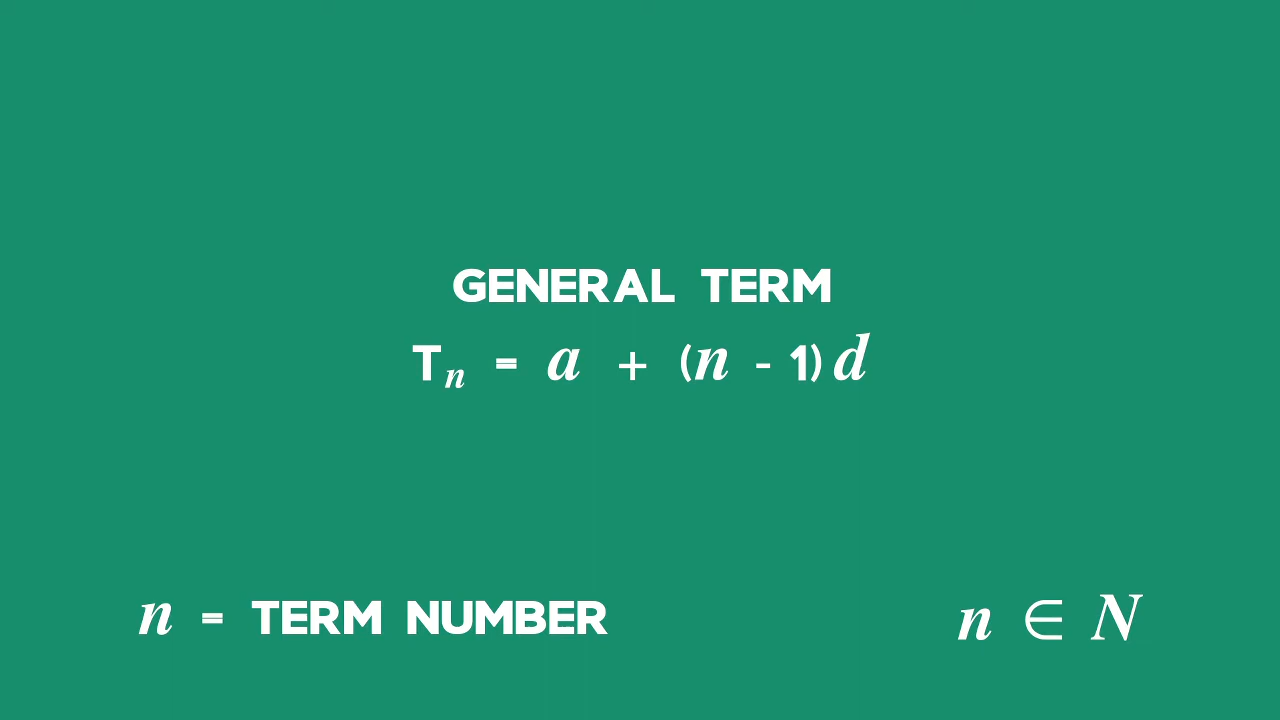 GENERAL TERM
Tn = a + (n - 1) d
n = TERM NUMBER
n ∈ N